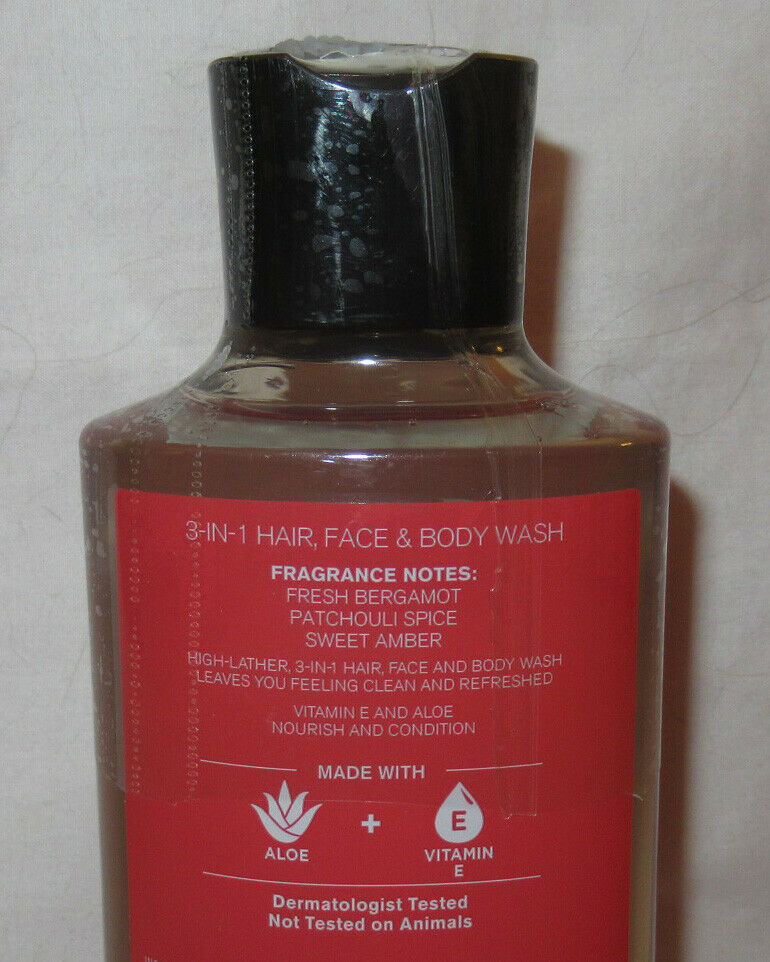 3-IN-1 HAIR, FACE & BODY WASH
FRAGRANCE NOTES:
FRESH BERGAMOT
PATCHOULI SPICE
SWEET AMBER
HIGH-LATHER, 3-IN-1 HAIR, FACE AND BODY WASH
LEAVES YOU FEELING CLEAN AND REFRESHED
VITAMIN E AND ALOE
NOURISH AND CONDITION
MADE WITH
ALOE
+
E
VITAMIN
E
Dermatologist Tested
Not Tested on Animals